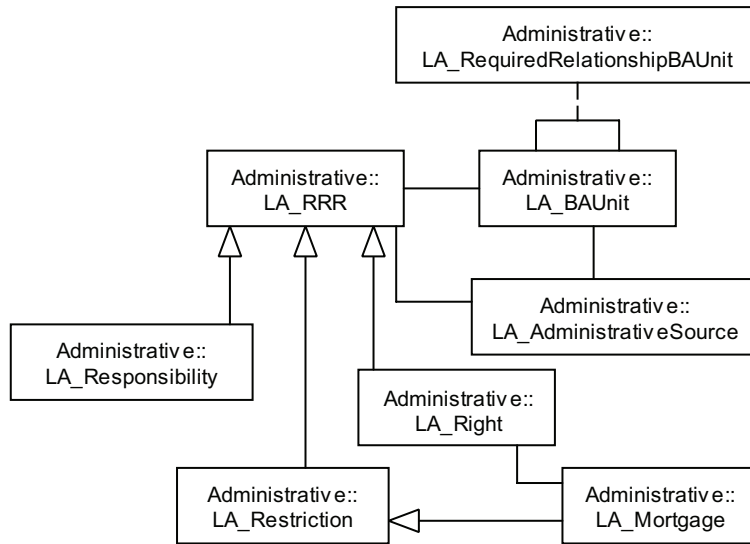 Administrative::
LA_RequiredRelationshipBAUnit
Administrative::
LA_RRR
Administrative::
LA_BAUnit
Administrative::
LA_AdministrativeSource
Administrative::
LA_Responsibility
Administrative::
LA_Right
Administrative::
LA_Restriction
Administrative::
LA_Mortgage